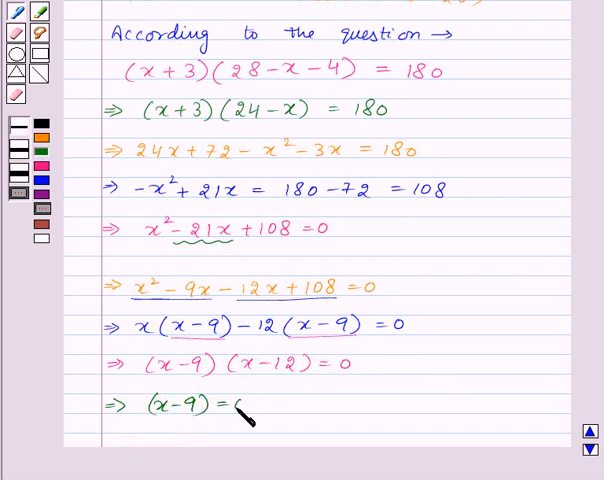 According to the question →
(x + 3)(28 - x - 4) = 180
⇒ (x + 3)(24 - x) = 180
⇒ 24x + 72 - x² - 3x = 180
⇒ -x² + 21x = 180 - 72 = 108
⇒ x² - 21x + 108 = 0
⇒ x² - 9x - 12x + 108 = 0
⇒ x(x - 9) - 12(x - 9) = 0
⇒ (x - 9)(x - 12) = 0
⇒ (x - 9) =